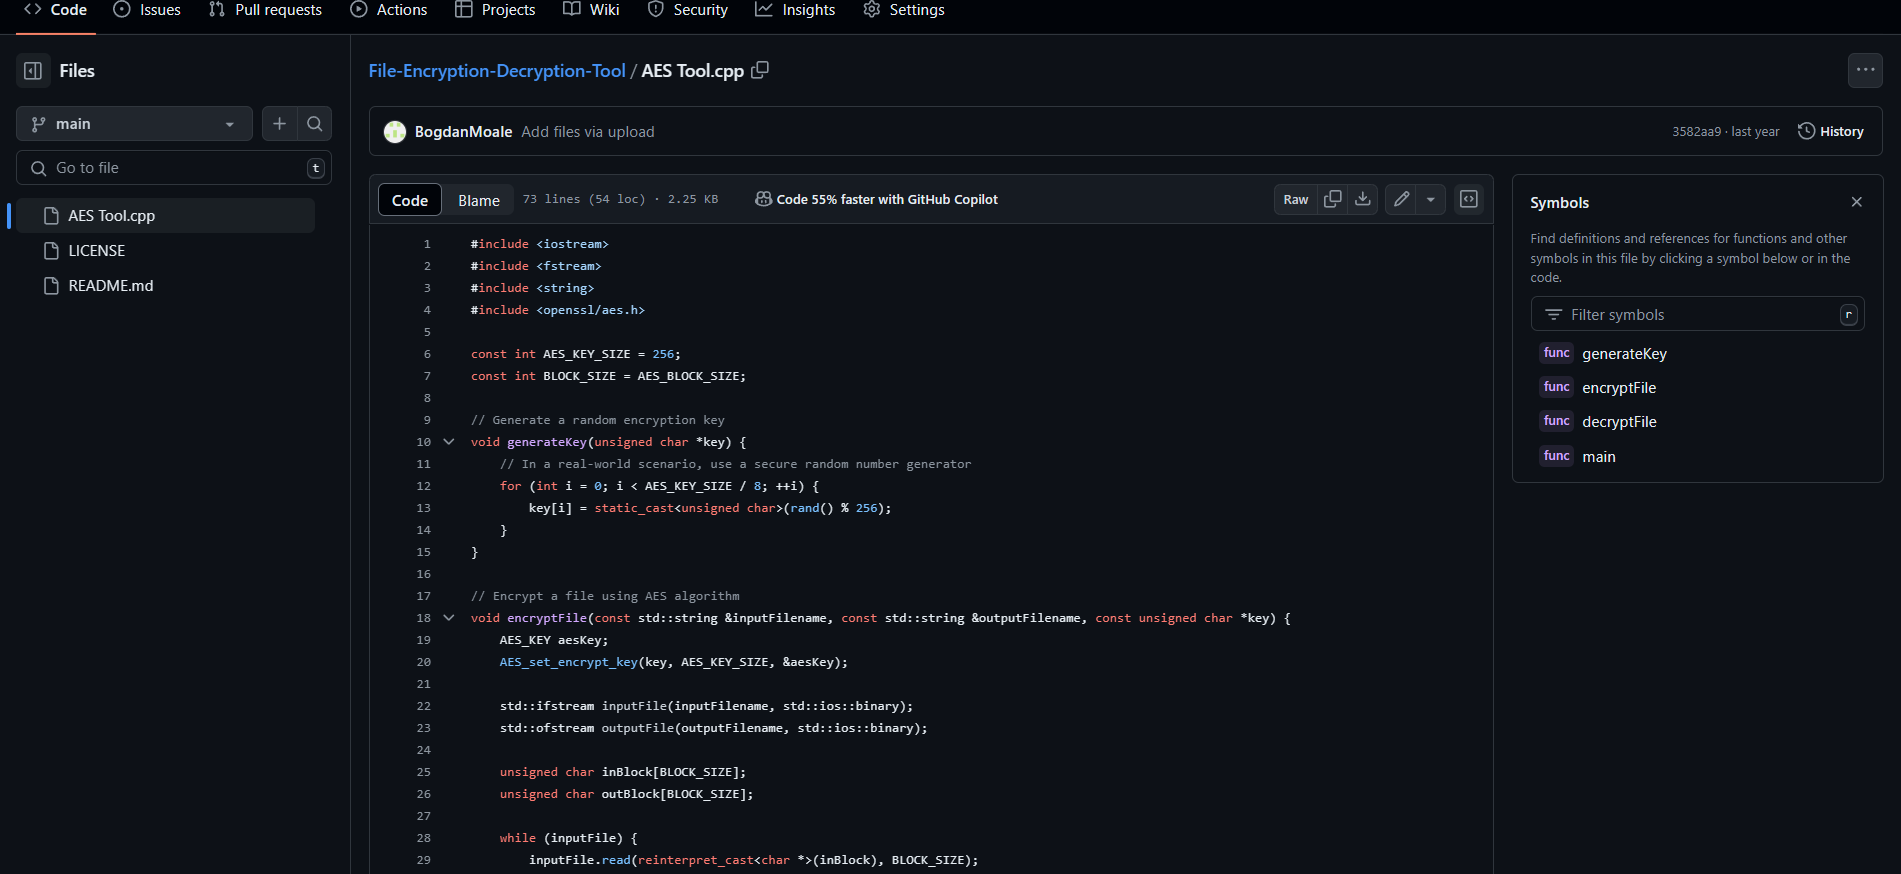 Code Issues Pull requests Actions Projects Wiki Security Insights Settings
Files
main
Go to file t
AES Tool.cpp
LICENSE
README.md
File-Encryption-Decryption-Tool / AES Tool.cpp
BogdanMoale Add files via upload 3582aa9 · last year History
Code Blame 73 lines (54 loc) · 2.25 KB Code 55% faster with GitHub Copilot Raw
1 #include <iostream>
2 #include <fstream>
3 #include <string>
4 #include <openssl/aes.h>
5
6 const int AES_KEY_SIZE = 256;
7 const int BLOCK_SIZE = AES_BLOCK_SIZE;
8
9 // Generate a random encryption key
10 void generateKey(unsigned char *key) {
11     // In a real-world scenario, use a secure random number generator
12     for (int i = 0; i < AES_KEY_SIZE / 8; ++i) {
13         key[i] = static_cast<unsigned char>(rand() % 256);
14     }
15 }
16
17 // Encrypt a file using AES algorithm
18 void encryptFile(const std::string &inputFilename, const std::string &outputFilename, const unsigned char *key) {
19     AES_KEY aesKey;
20     AES_set_encrypt_key(key, AES_KEY_SIZE, &aesKey);
21
22     std::ifstream inputFile(inputFilename, std::ios::binary);
23     std::ofstream outputFile(outputFilename, std::ios::binary);
24
25     unsigned char inBlock[BLOCK_SIZE];
26     unsigned char outBlock[BLOCK_SIZE];
27
28     while (inputFile) {
29         inputFile.read(reinterpret_cast<char *>(inBlock), BLOCK_SIZE);
Symbols
Find definitions and references for functions and other
symbols in this file by clicking a symbol below or in the
code.
Filter symbols r
func generateKey
func encryptFile
func decryptFile
func main